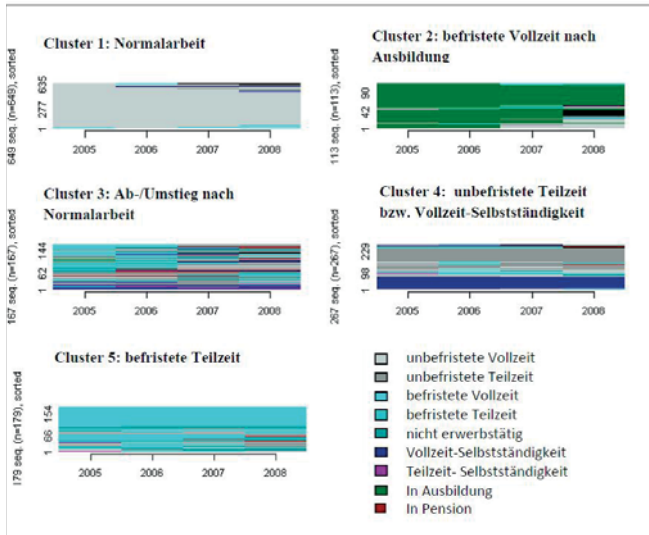 Cluster 1: Normalarbeit
649 seq. (n=649), sorted
1 277 635
2005 2006 2007 2008
Cluster 2: befristete Vollzeit nach
Ausbildung
113 seq. (n=113), sorted
1 42 90
2005 2006 2007 2008
Cluster 3: Ab-/Umstieg nach
Normalarbeit
167 seq. (n=167), sorted
1 62 144
2005 2006 2007 2008
Cluster 4: unbefristete Teilzeit
bzw. Vollzeit-Selbstständigkeit
267 seq. (n=267), sorted
1 98 229
2005 2006 2007 2008
Cluster 5: befristete Teilzeit
179 seq. (n=179), sorted
1 66 154
2005 2006 2007 2008
unbefristete Vollzeit
unbefristete Teilzeit
befristete Vollzeit
befristete Teilzeit
nicht erwerbstätig
Vollzeit-Selbstständigkeit
Teilzeit- Selbstständigkeit
In Ausbildung
In Pension